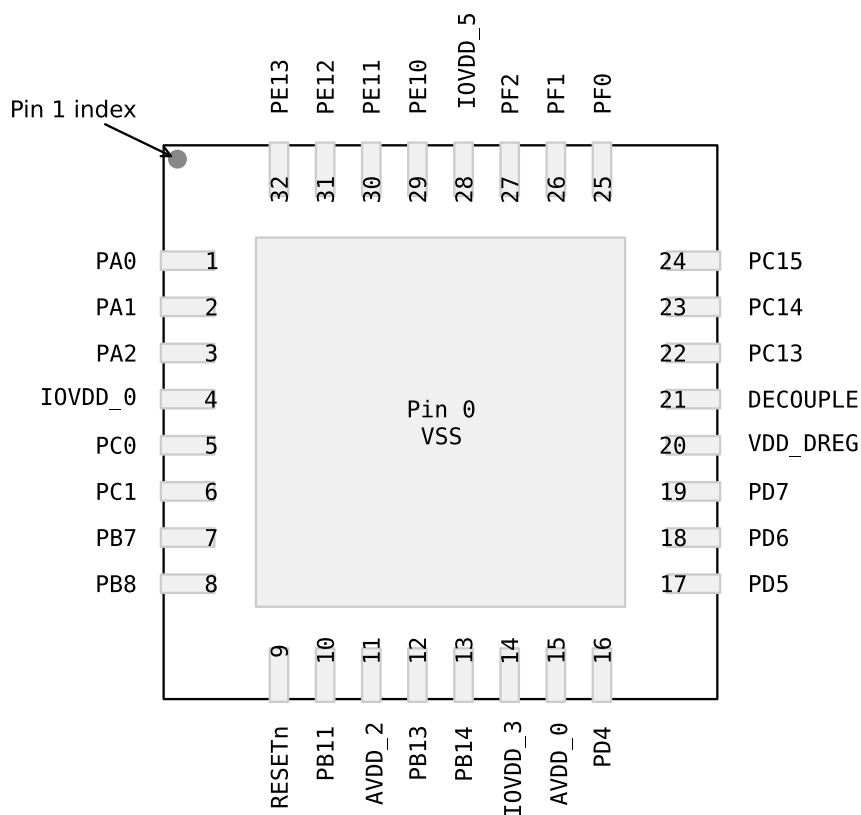 IOVDD_5
PE13
PE12
PE11
PE10
PF2
PF1
PF0
Pin 1 index
32
31
30
29
28
27
26
25
PA0 1
24 PC15
PA1 2
23 PC14
PA2 3
22 PC13
IOVDD_0 4
21 DECOUPLE
PC0 5
20 VDD_DREG
PC1 6
19 PD7
PB7 7
18 PD6
PB8 8
17 PD5
Pin 0
VSS
9
10
11
12
13
14
15
16
RESETn
PB11
AVDD_2
PB13
PB14
IOVDD_3
AVDD_0
PD4